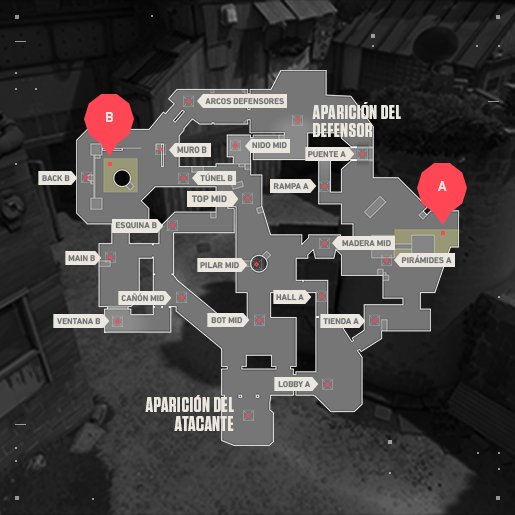 ARCOS DEFENSORES
APARICIÓN DEL
DEFENSOR
B
MURO B
NIDO MID
PUENTE A
BACK B
TÚNEL B
RAMPA A
A
TOP MID
ESQUINA B
MADERA MID
MAIN B
PILAR MID
PIRÁMIDES A
CAÑÓN MID
HALL A
VENTANA B
BOT MID
TIENDA A
LOBBY A
APARICIÓN DEL
ATACANTE